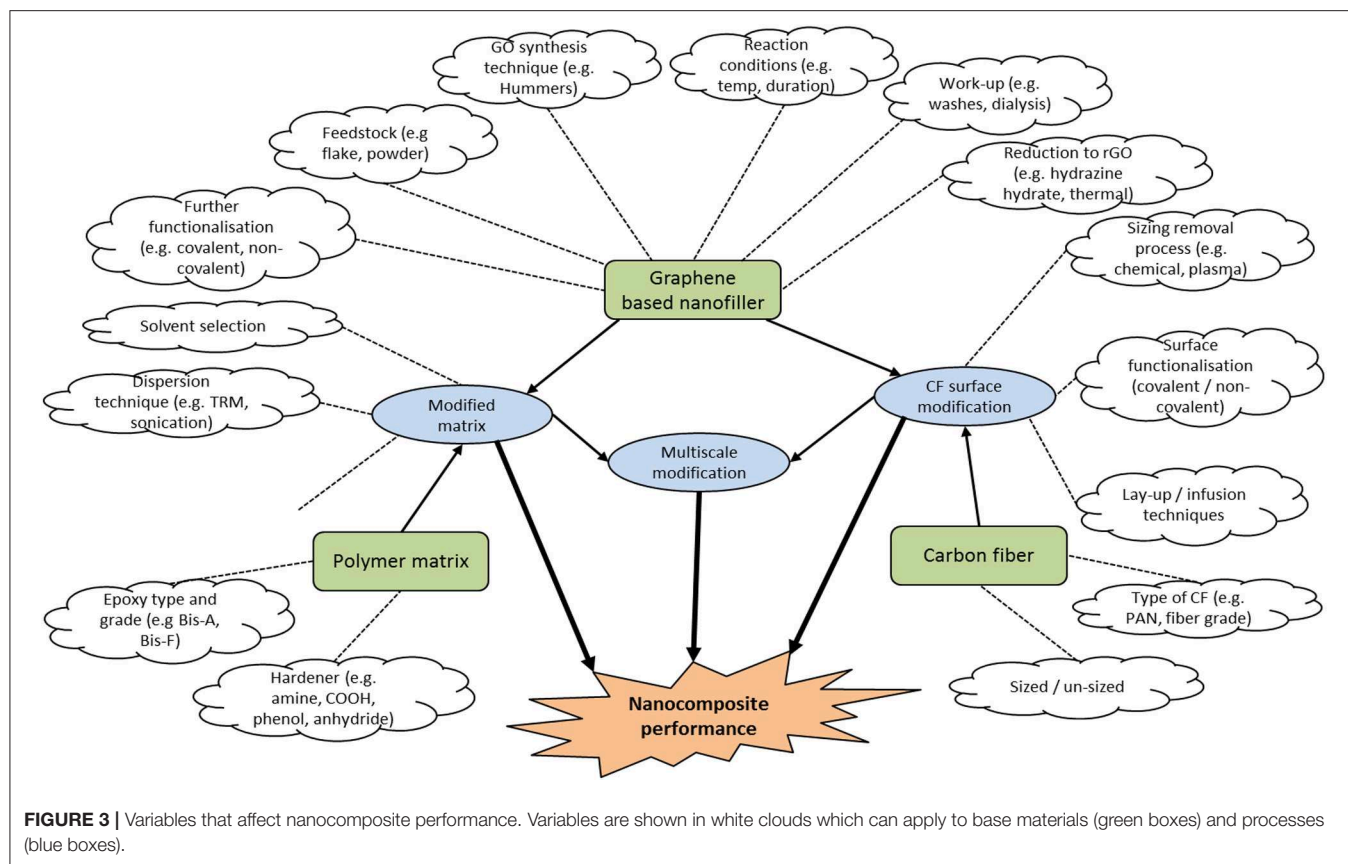 GO synthesis
technique (e.g.
Hummers)
Reaction
conditions (e.g.
temp, duration)
Work-up (e.g.
washes, dialysis)
Feedstock (e.g
flake, powder)
Reduction to rGO
(e.g. hydrazine
hydrate, thermal)
Further
functionalisation
(e.g. covalent, non-
covalent)
Sizing removal
process (e.g.
chemical, plasma)
Graphene
based nanofiller
Solvent selection
Surface
functionalisation
(covalent / non-
covalent)
Dispersion
technique (e.g. TRM,
sonication)
Modified
matrix
CF surface
modification
Multiscale
modification
Lay-up / infusion
techniques
Polymer matrix
Carbon fiber
Epoxy type and
grade (e.g Bis-A,
Bis-F)
Type of CF (e.g.
PAN, fiber grade)
Hardener (e.g.
amine, COOH,
phenol, anhydride)
Sized / un-sized
Nanocomposite
performance
FIGURE 3 | Variables that affect nanocomposite performance. Variables are shown in white clouds which can apply to base materials (green boxes) and processes
(blue boxes).